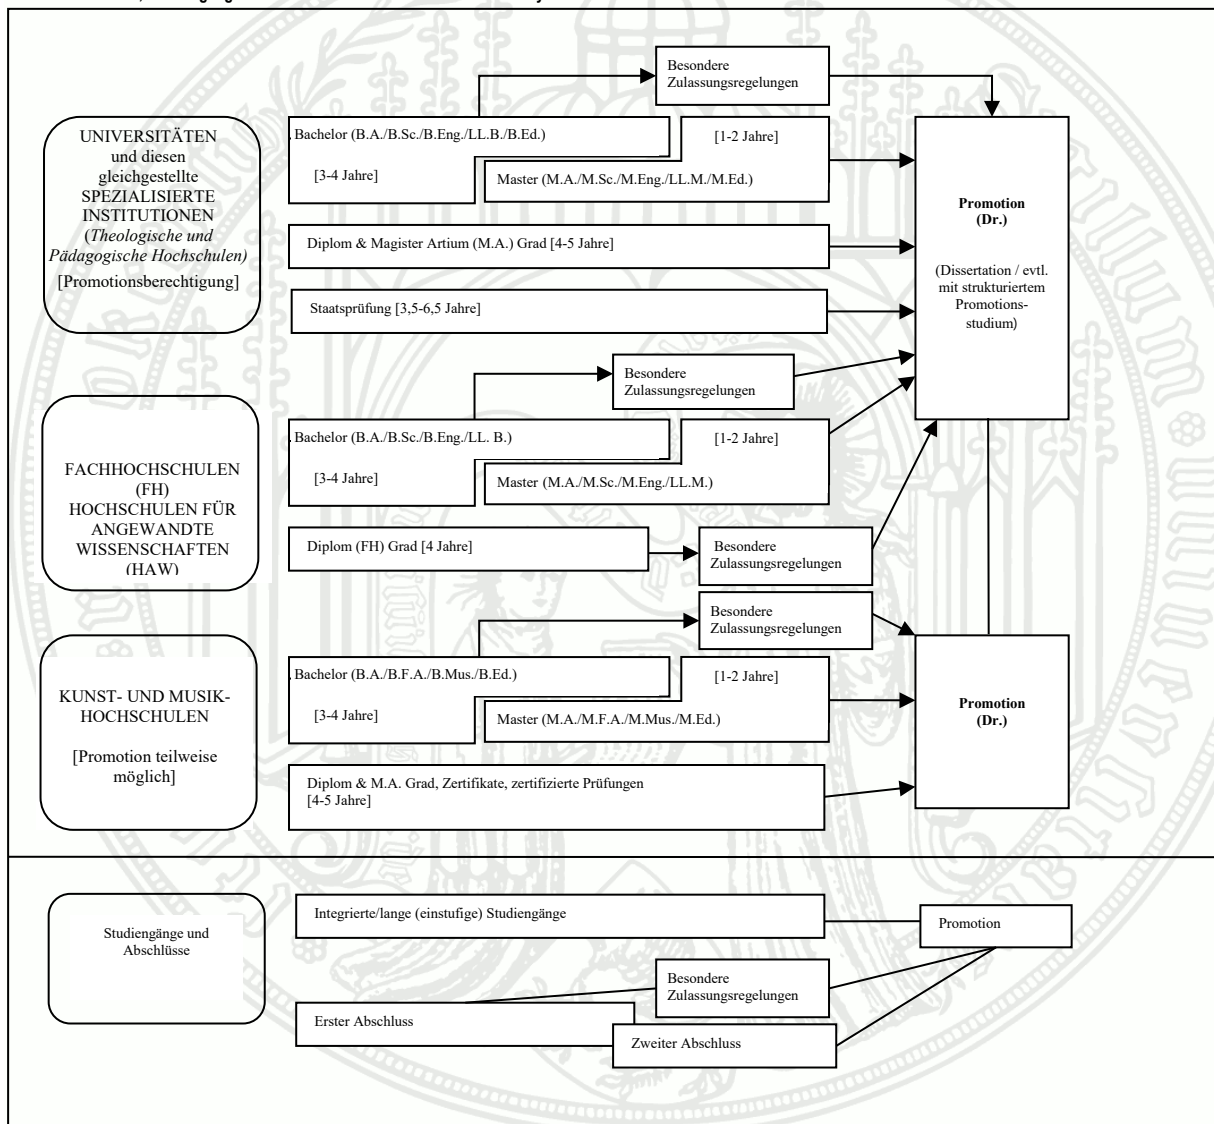 Besondere
Zulassungsregelungen
UNIVERSITÄTEN
und diesen
gleichgestellte
SPEZIALISIERTE
INSTITUTIONEN
(Theologische und
Pädagogische Hochschulen)
[Promotionsberechtigung]
Bachelor (B.A./B.Sc./B.Eng./LL.B./B.Ed.)
[1-2 Jahre]
[3-4 Jahre]
Master (M.A./M.Sc./M.Eng./LL.M./M.Ed.)
Diplom & Magister Artium (M.A.) Grad [4-5 Jahre]
Staatsprüfung [3,5-6,5 Jahre]
Promotion
(Dr.)
(Dissertation / evtl.
mit strukturiertem
Promotions-
studium)
Besondere
Zulassungsregelungen
FACHHOCHSCHULEN
(FH)
HOCHSCHULEN FÜR
ANGEWANDTE
WISSENSCHAFTEN
(HAW)
Bachelor (B.A./B.Sc./B.Eng./LL. B.)
[1-2 Jahre]
[3-4 Jahre]
Master (M.A./M.Sc./M.Eng./LL.M.)
Diplom (FH) Grad [4 Jahre]
Besondere
Zulassungsregelungen
Besondere
Zulassungsregelungen
KUNST- UND MUSIK-
HOCHSCHULEN
[Promotion teilweise
möglich]
Bachelor (B.A./B.F.A./B.Mus./B.Ed.)
[1-2 Jahre]
[3-4 Jahre]
Master (M.A./M.F.A./M.Mus./M.Ed.)
Diplom & M.A. Grad, Zertifikate, zertifizierte Prüfungen
[4-5 Jahre]
Promotion
(Dr.)
Studiengänge und
Abschlüsse
Integrierte/lange (einstufige) Studiengänge
Promotion
Besondere
Zulassungsregelungen
Erster Abschluss
Zweiter Abschluss